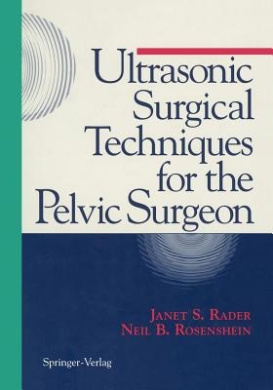 Ultrasonic
Surgical
Techniques
for the
Pelvic Surgeon
JANET S. RADER
NEIL B. ROSENSHEIN
Springer-Verlag